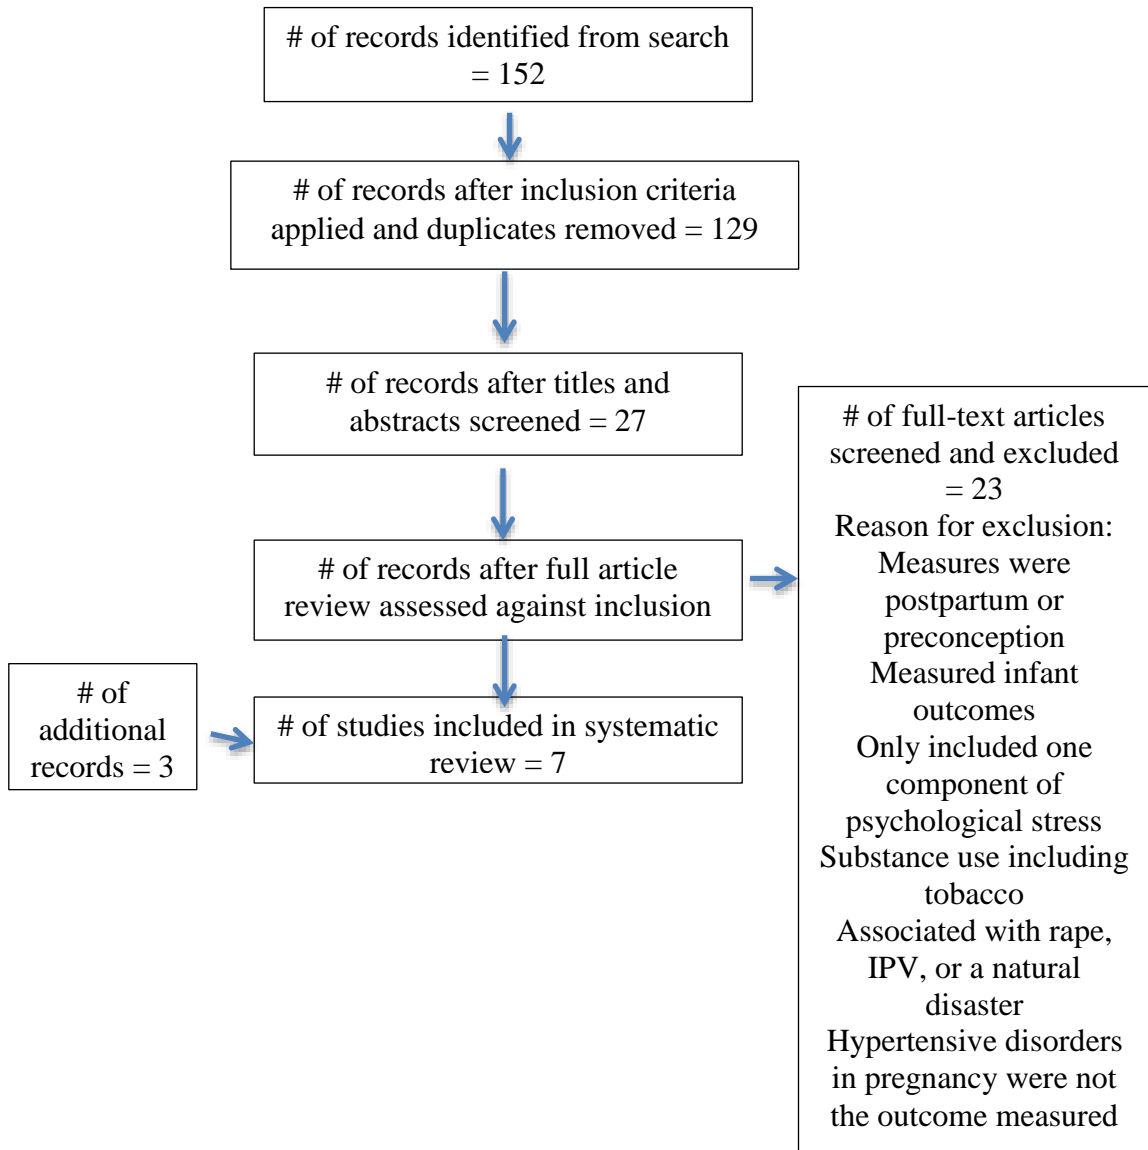 # of records identified from search
= 152
# of records after inclusion criteria
applied and duplicates removed = 129
# of records after titles and
abstracts screened = 27
# of records after full article
review assessed against inclusion
# of full-text articles
screened and excluded
= 23
Reason for exclusion:
Measures were
postpartum or
preconception
Measured infant
outcomes
Only included one
component of
psychological stress
Substance use including
tobacco
Associated with rape,
IPV, or a natural
disaster
Hypertensive disorders
in pregnancy were not
the outcome measured
# of
additional
records = 3
# of studies included in systematic
review = 7